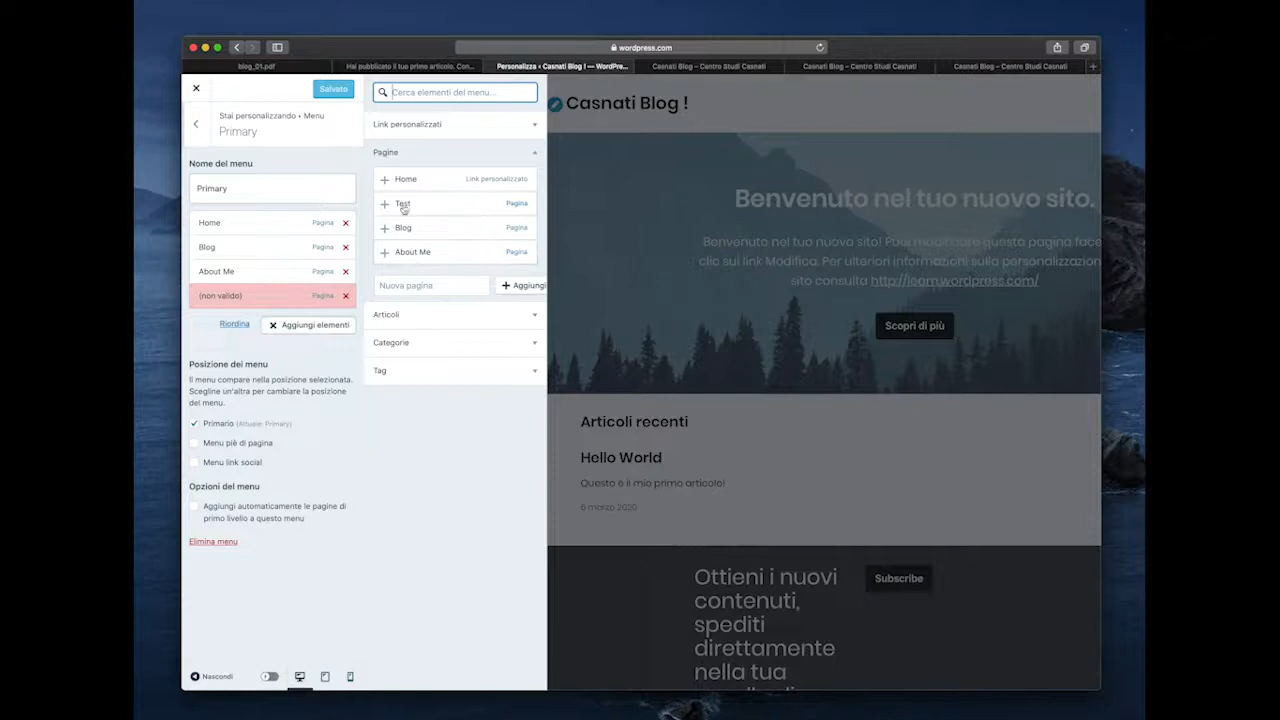 wordpress.com
blog_01.pdf
Hai pubblicato il tuo primo articolo. Con...
Personalizza ‹ Casnati Blog ! — WordPre...
Casnati Blog – Centro Studi Casnati
Casnati Blog – Centro Studi Casnati
Casnati Blog – Centro Studi Casnati
Salvato
Stai personalizzando • Menu
Primary
Nome del menu
Primary
Home Pagina
Blog Pagina
About Me Pagina
(non valido) Pagina
Riordina
Aggiungi elementi
Posizione dei menu
Il menu compare nella posizione selezionata.
Scegline un'altra per cambiare la posizione
del menu.
Primario (Attuale: Primary)
Menu piè di pagina
Menu link social
Opzioni del menu
Aggiungi automaticamente le pagine di
primo livello a questo menu
Elimina menu
Nascondi
Cerca elementi del menu...
Link personalizzati
Pagine
Home Link personalizzato
Test Pagina
Blog Pagina
About Me Pagina
Nuova pagina
Aggiungi
Articoli
Categorie
Tag
Casnati Blog !
Benvenuto nel tuo nuovo sito.
Benvenuto nel tuo nuovo sito! Puoi modificare questa pagina face
clic sul link Modifica. Per ulteriori informazioni sulla personalizzazion
sito consulta http://learn.wordpress.com/
Scopri di più
Articoli recenti
Hello World
Questo è il mio primo articolo!
6 marzo 2020
Ottieni i nuovi
contenuti,
spediti
direttamente
nella tua
Subscribe